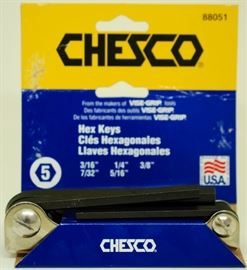 88051
CHESCO®
From the makers of VISE-GRIP® tools
Des fabricants des outils VISE-GRIP®
De los fabricantes de herramientas VISE-GRIP®
Hex Keys
Clés Hexagonales
Llaves Hexagonales
5
3/16" 1/4" 3/8"
7/32" 5/16"
U.S.A.
CHESCO®